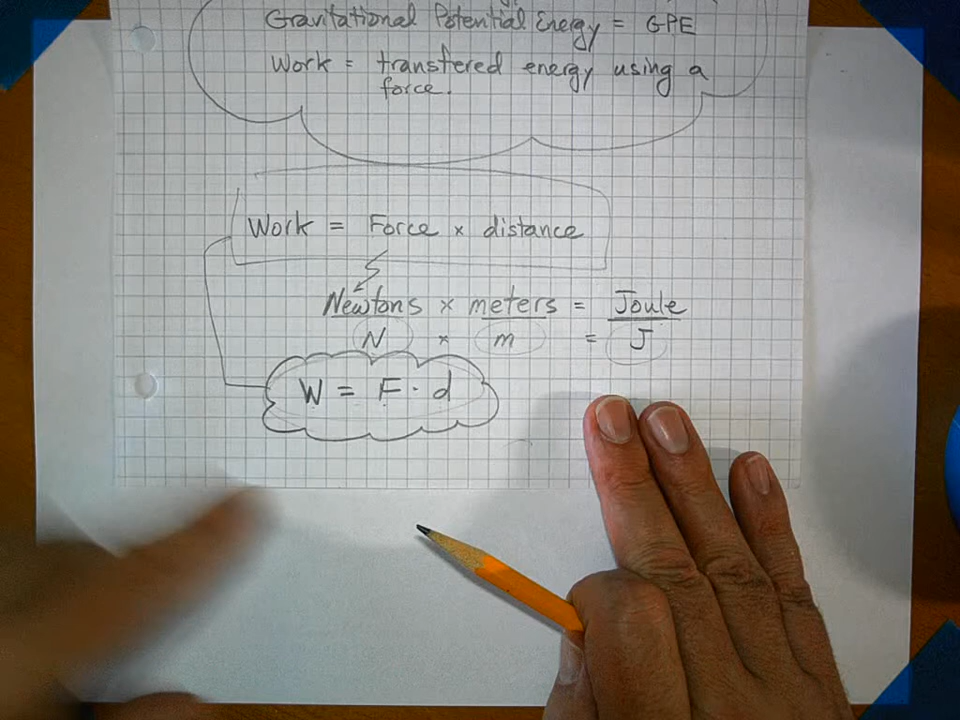 Gravitational Potential Energy = GPE
Work = transfered energy using a
force.
Work = Force × distance
Newtons × meters = Joule
N × m = J
W = F · d